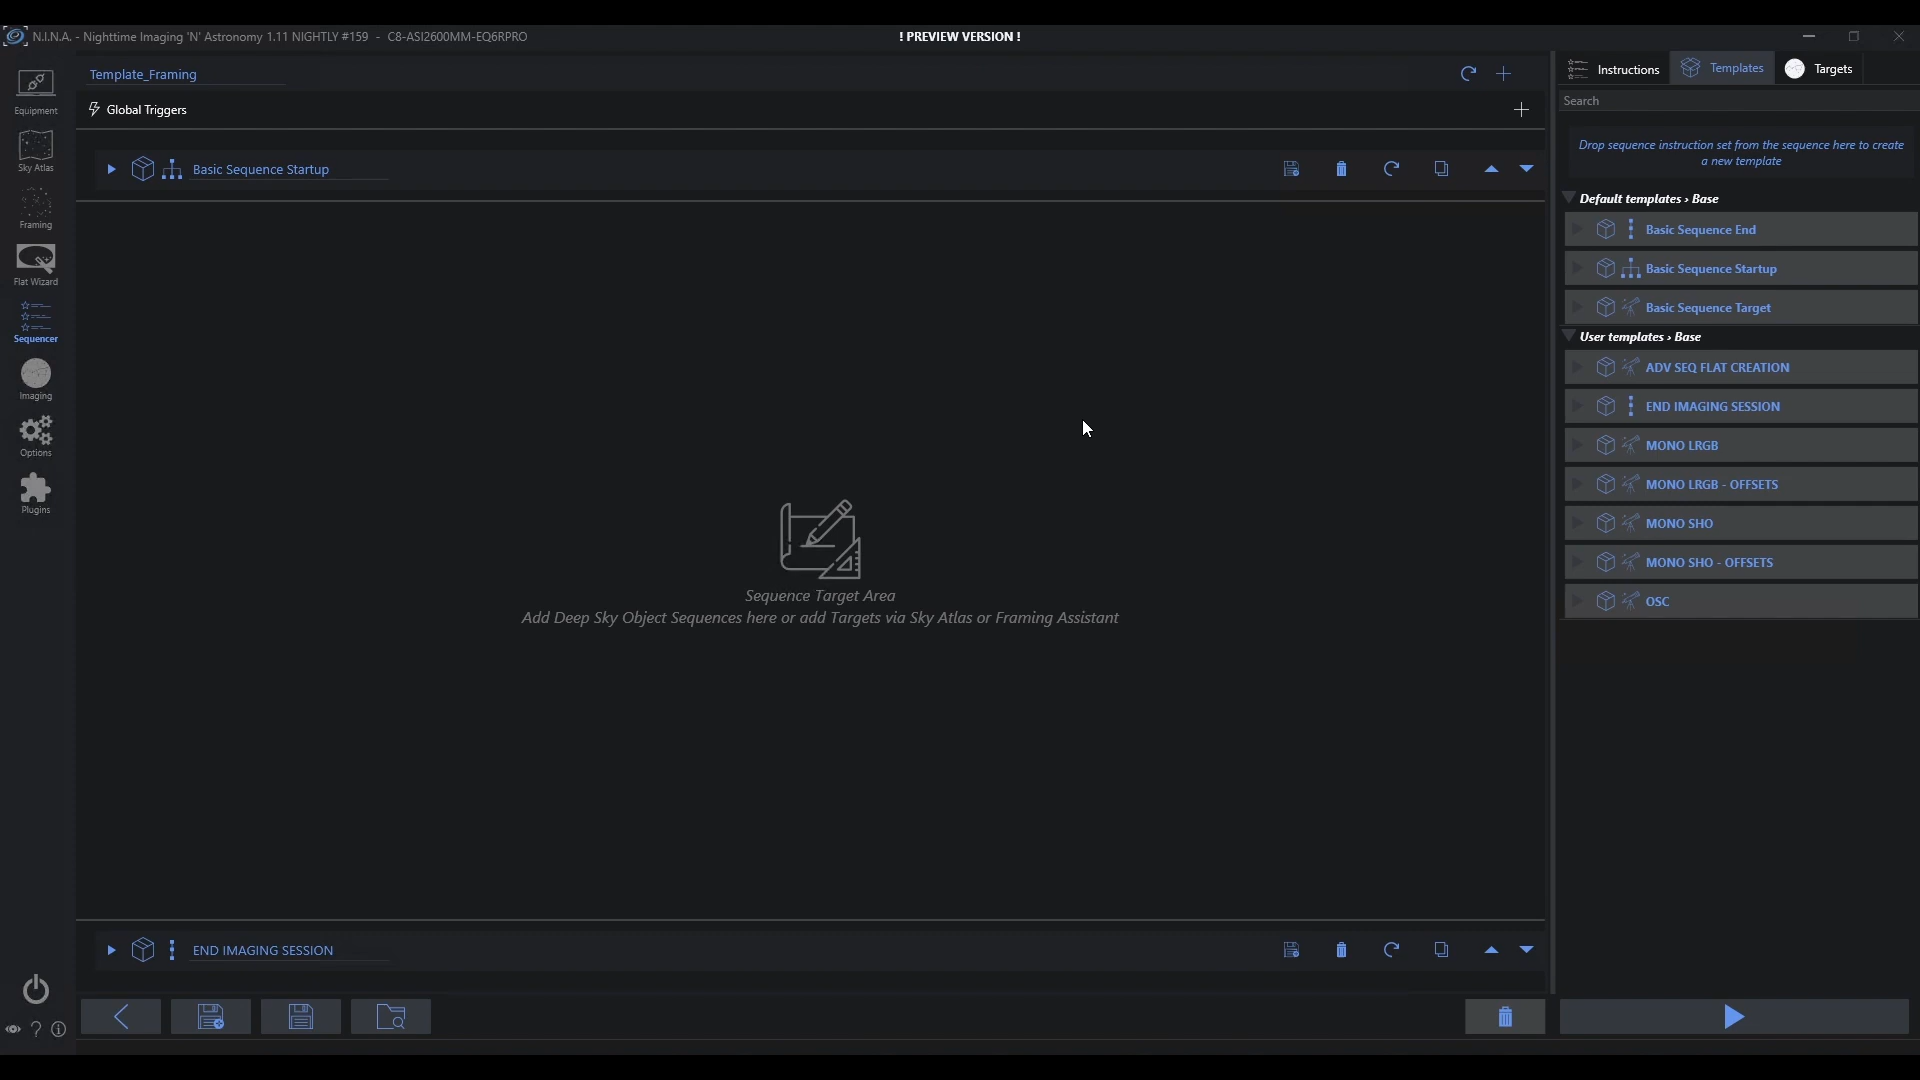 N.I.N.A. - Nighttime Imaging 'N' Astronomy 1.11 NIGHTLY #159 - C8-ASI2600MM-EQ6RPRO
! PREVIEW VERSION !
Equipment
Sky Atlas
Framing
Flat Wizard
Sequencer
Imaging
Options
Plugins
Template_Framing
Global Triggers
Basic Sequence Startup
Sequence Target Area
Add Deep Sky Object Sequences here or add Targets via Sky Atlas or Framing Assistant
END IMAGING SESSION
Instructions
Templates
Targets
Search
Drop sequence instruction set from the sequence here to create
a new template
Default templates › Base
Basic Sequence End
Basic Sequence Startup
Basic Sequence Target
User templates › Base
ADV SEQ FLAT CREATION
END IMAGING SESSION
MONO LRGB
MONO LRGB - OFFSETS
MONO SHO
MONO SHO - OFFSETS
OSC